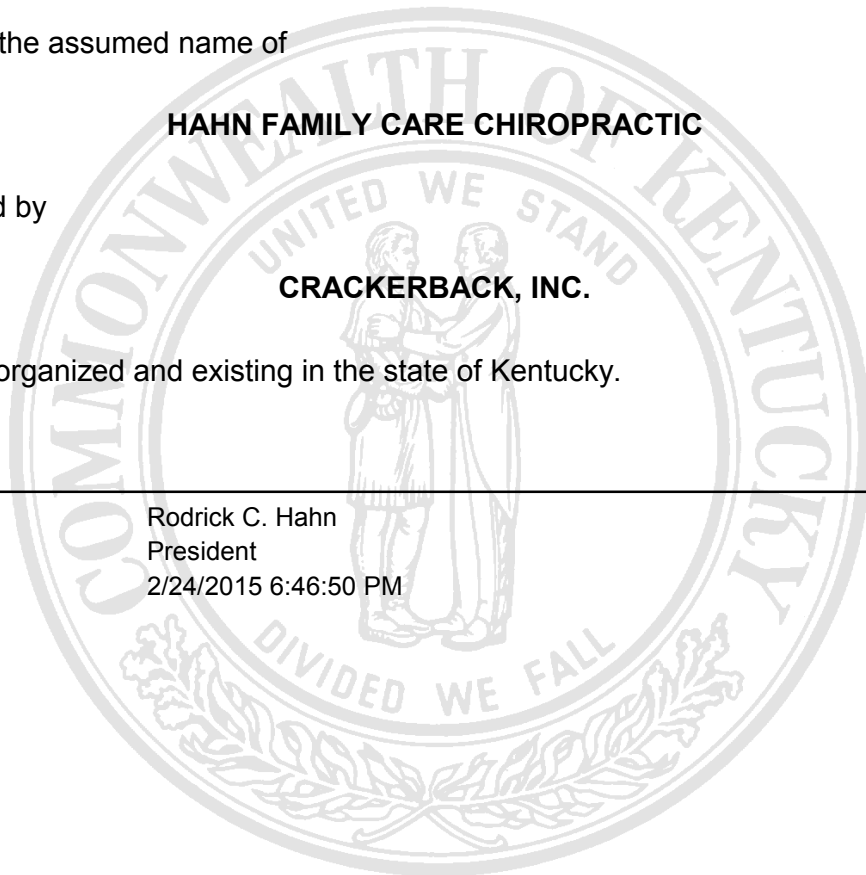 the assumed name of
HAHN FAMILY CARE CHIROPRACTIC
d by
CRACKERBACK, INC.
organized and existing in the state of Kentucky.
Rodrick C. Hahn
President
2/24/2015 6:46:50 PM
COMMONWEALTH OF KENTUCKY
UNITED WE STAND
DIVIDED WE FALL